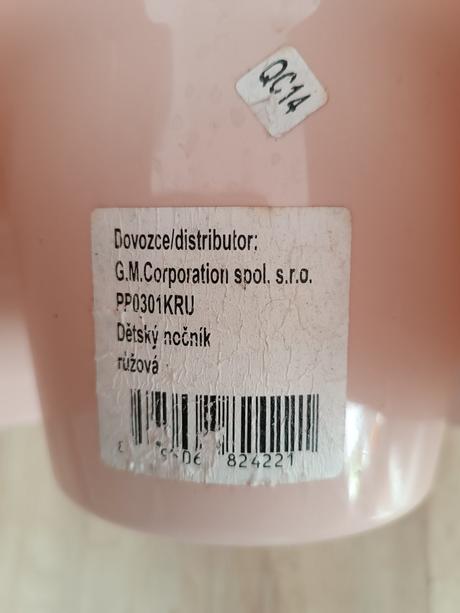 QC14
Dovozce/distributor:
G.M.Corporation spol. s.r.o.
PP0301KRU
Dětský nočník
růžová
824221